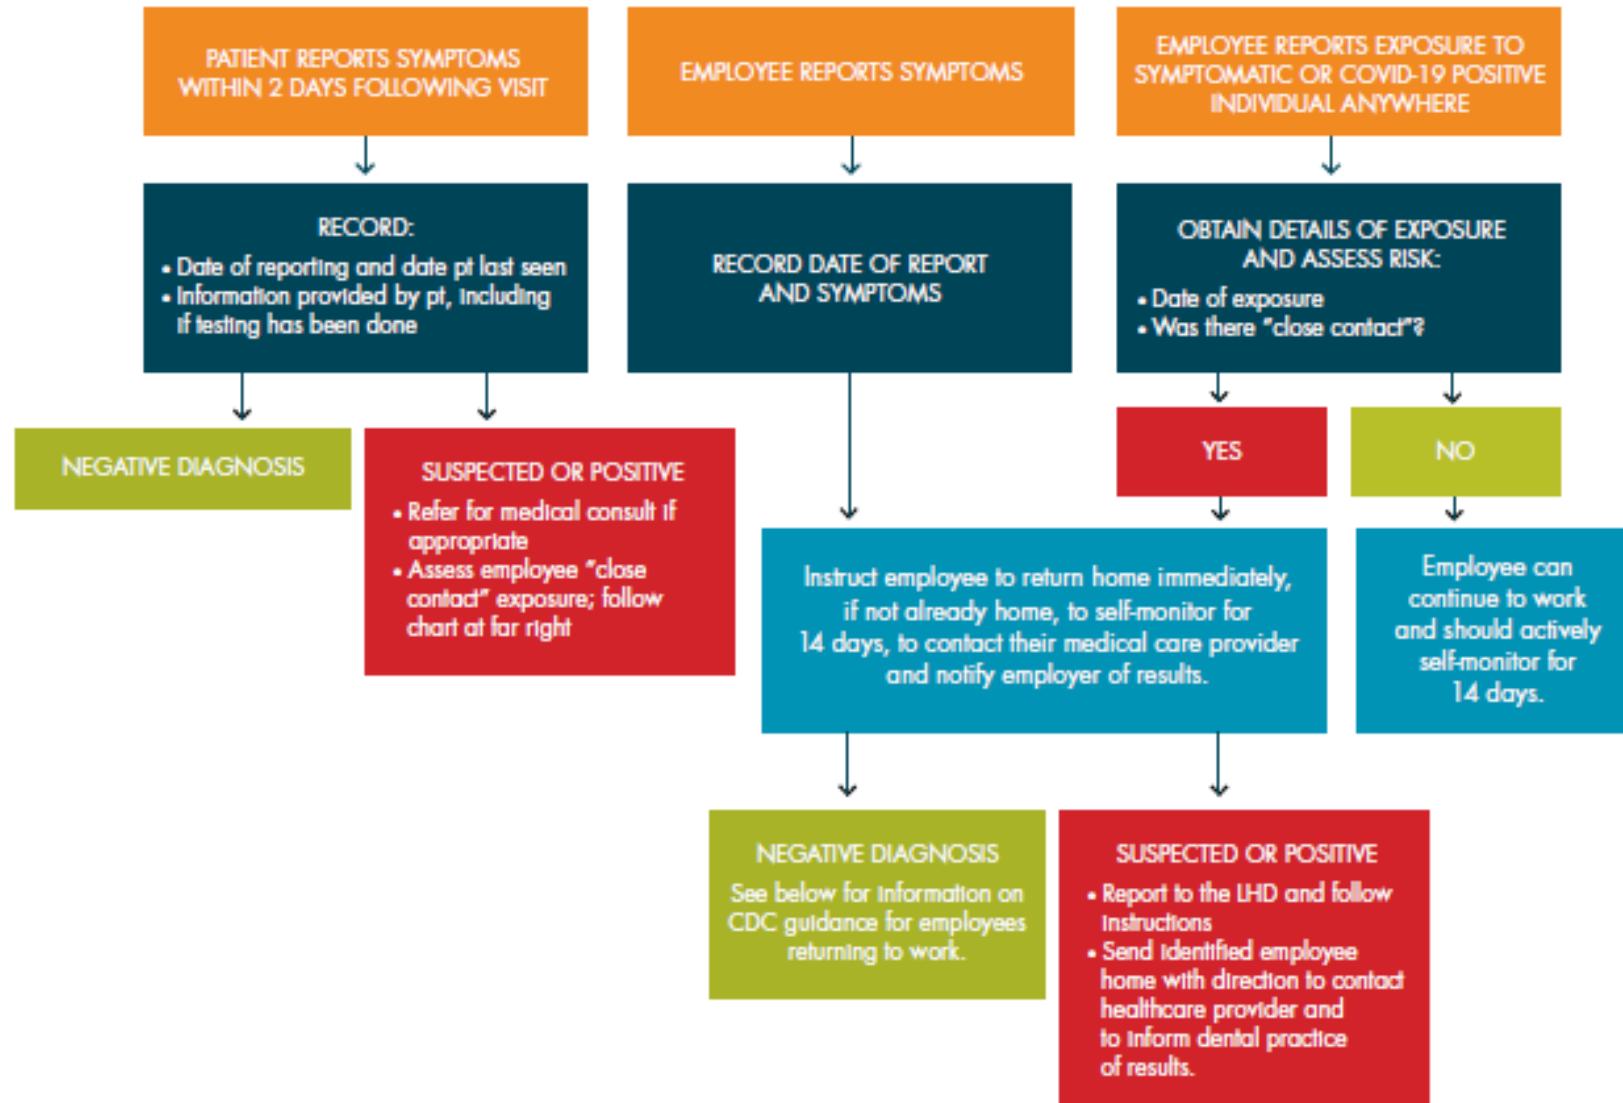 PATIENT REPORTS SYMPTOMS
WITHIN 2 DAYS FOLLOWING VISIT
EMPLOYEE REPORTS SYMPTOMS
EMPLOYEE REPORTS EXPOSURE TO
SYMPTOMATIC OR COVID-19 POSITIVE
INDIVIDUAL ANYWHERE
RECORD:
• Date of reporting and date pt last seen
• Information provided by pt, including
if testing has been done
RECORD DATE OF REPORT
AND SYMPTOMS
OBTAIN DETAILS OF EXPOSURE
AND ASSESS RISK:
• Date of exposure
• Was there "close contact"?
NEGATIVE DIAGNOSIS
SUSPECTED OR POSITIVE
• Refer for medical consult if
appropriate
• Assess employee "close
contact" exposure; follow
chart at far right
YES
NO
Instruct employee to return home immediately,
if not already home, to self-monitor for
14 days, to contact their medical care provider
and notify employer of results.
Employee can
continue to work
and should actively
self-monitor for
14 days.
NEGATIVE DIAGNOSIS
See below for information on
CDC guidance for employees
returning to work.
SUSPECTED OR POSITIVE
• Report to the LHD and follow
instructions
• Send identified employee
home with direction to contact
healthcare provider and
to inform dental practice
of results.